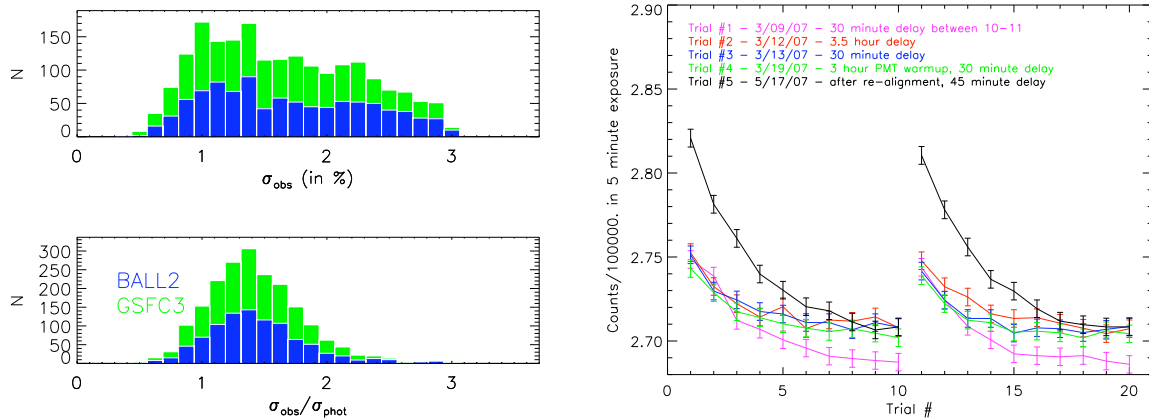 150
100
50
0
N
0 1 2 3
σobs (in %)
300
250
200
150
100
50
0
N
BALL2
GSFC3
0 1 2 3
σobs/σphot
2.90
2.85
2.80
2.75
2.70
Counts/100000. in 5 minute exposure
Trial #1 - 3/09/07 - 30 minute delay between 10-11
Trial #2 - 3/12/07 - 3.5 hour delay
Trial #3 - 3/13/07 - 30 minute delay
Trial #4 - 3/19/07 - 3 hour PMT warmup, 30 minute delay
Trial #5 - 5/17/07 - after re-alignment, 45 minute delay
0 5 10 15 20
Trial #